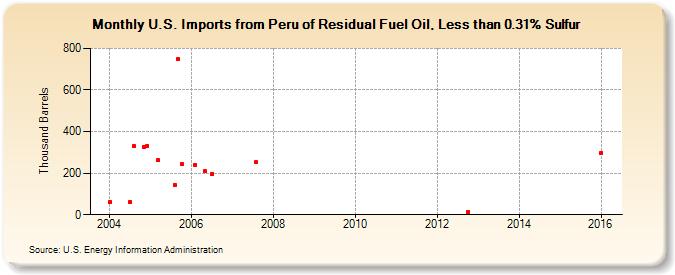 Monthly U.S. Imports from Peru of Residual Fuel Oil, Less than 0.31% Sulfur
Thousand Barrels
800
600
400
200
0
2004 2006 2008 2010 2012 2014 2016
Source: U.S. Energy Information Administration